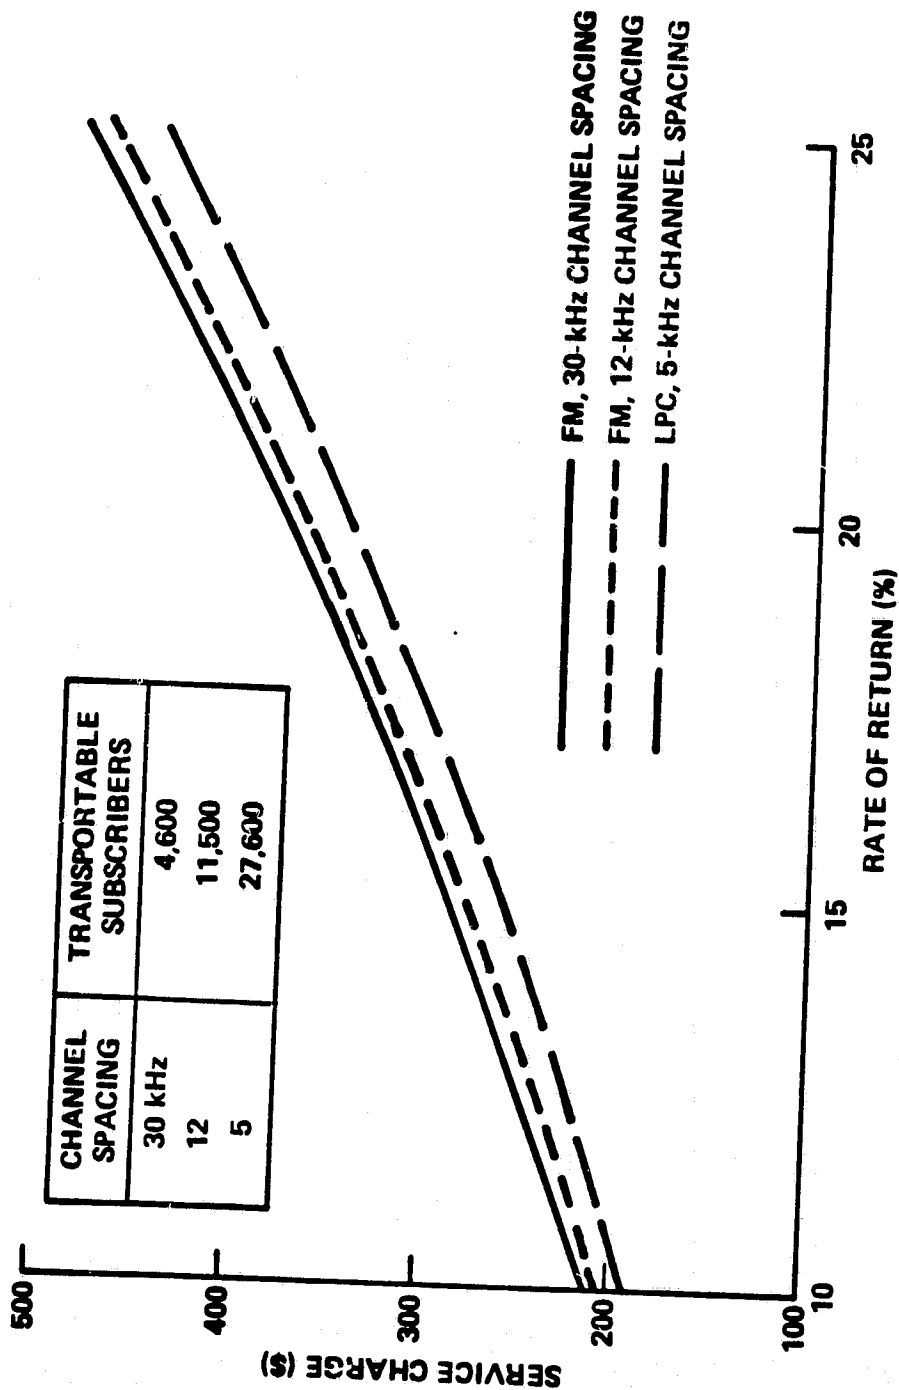 CHANNEL SPACING
TRANSPORTABLE SUBSCRIBERS
30 kHz 4,600
12 11,500
5 27,600
SERVICE CHARGE ($)
500
400
300
200
100
10
15
20
25
RATE OF RETURN (%)
FM, 30-kHz CHANNEL SPACING
FM, 12-kHz CHANNEL SPACING
LPC, 5-kHz CHANNEL SPACING